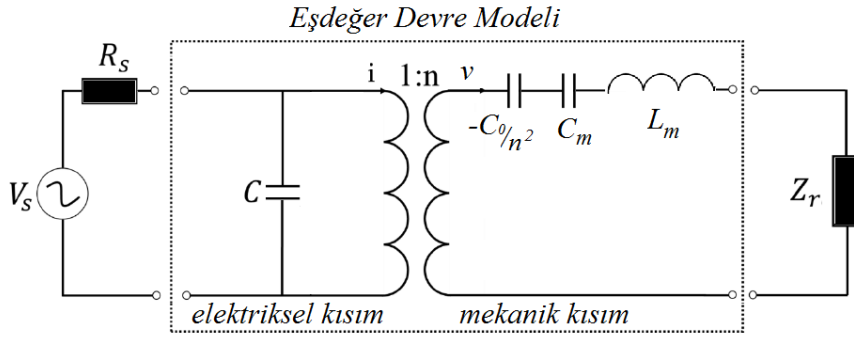 Eşdeğer Devre Modeli
R_s
i 1:n v
-C_0/n^2 C_m L_m
V_s
C
Z_r
elektriksel kısım
mekanik kısım